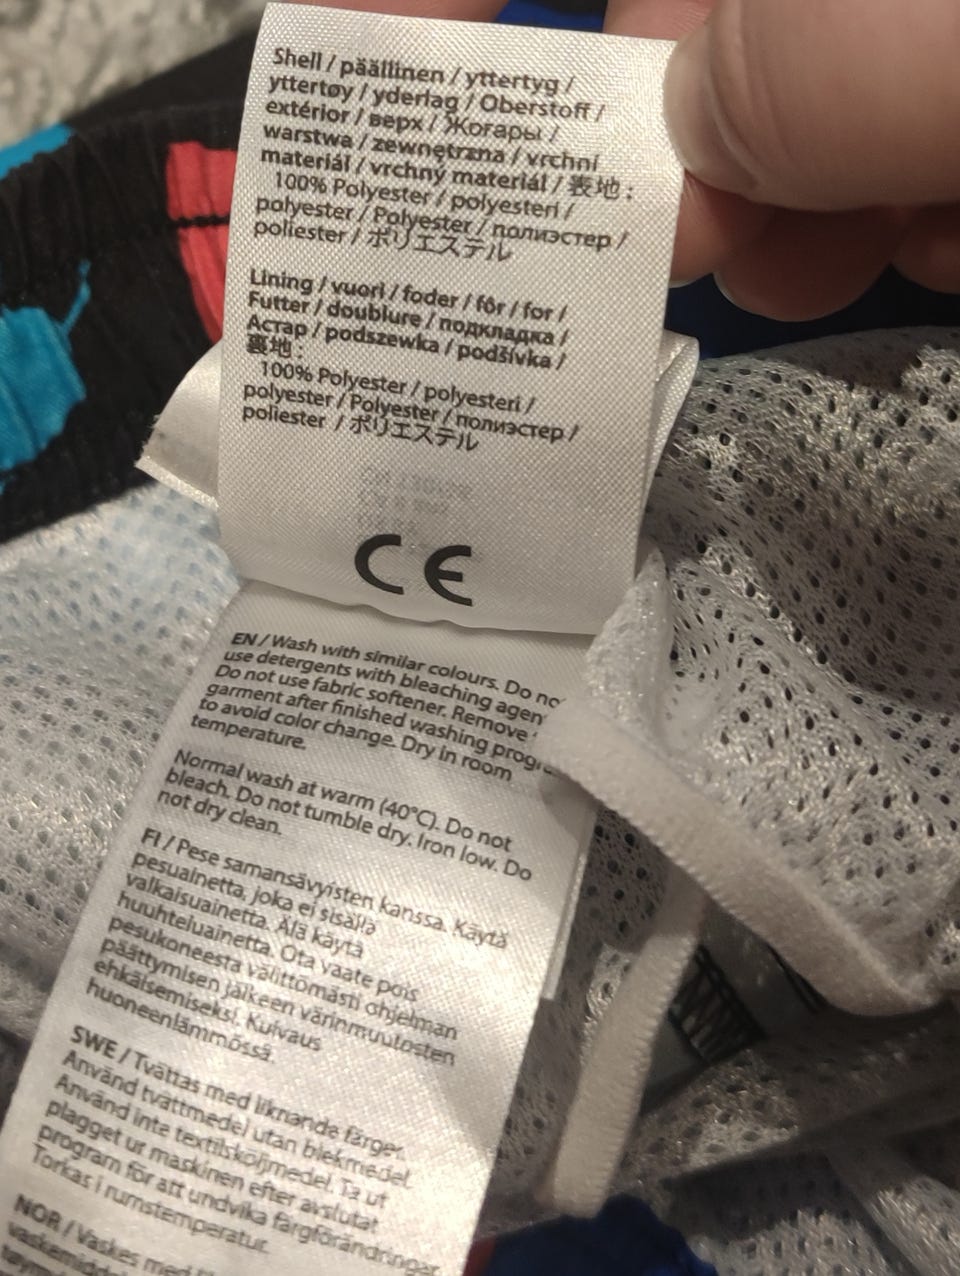 Shell / päällinen / yttertyg /
yttertøy / yderlag / Oberstoff /
extérior / верх / Жоғары /
warstwa / zewnętrzna / vrchní
materiál / vrchný materiál / 表地 :
100% Polyester / polyesteri /
polyester / Polyester / полиэстер /
poliester / ポリエステル
Lining / vuori / foder / fôr / for /
Futter / doublure / подкладка /
Астар / podszewka / podšívka /
裏地 :
100% Polyester / polyesteri /
polyester / Polyester / полиэстер /
poliester / ポリエステル
CE
EN / Wash with similar colours. Do
use detergents with bleaching
Do not use fabric softener. Remove
garment after finished washing
to avoid color change. Dry in room
temperature.
Normal wash at warm (40°C). Do not
bleach. Do not tumble dry. Iron low. Do
not dry clean.
FI / Pese samansävyisten kanssa. Käytä
pesuainetta, joka ei sisällä
valkaisuainetta. Älä käytä
huuhteluainetta. Ota vaate pois
pesukoneesta välittömästi ohjelman
päättymisen jälkeen värinmuutosten
ehkäisemiseksi. Kuivaus
huoneenlämmössä.
SWE / Tvättas med liknande färger.
Använd tvättmedel utan blekmedel.
Använd inte textilsköljmedel. Ta ut
plagget ur maskinen efter avslutat
program för att undvika färgförändringar.
Torkas i rumstemperatur.
NOR / Vaskes med